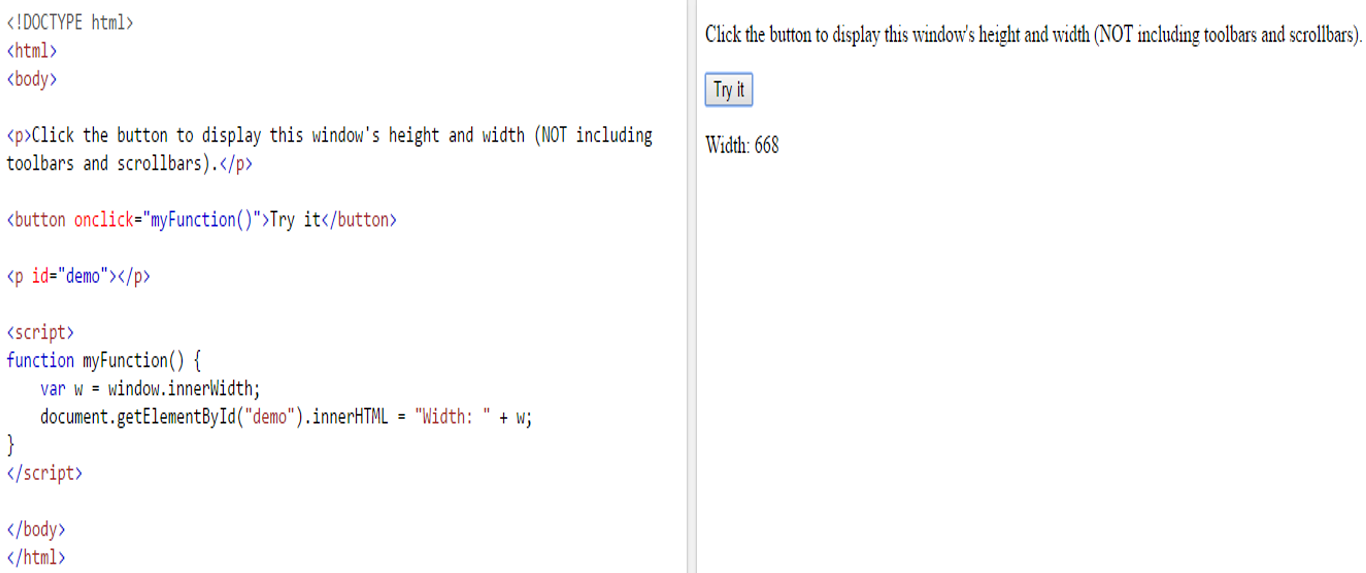 <!DOCTYPE html>
<html>
<body>
<p>Click the button to display this window's height and width (NOT including
toolbars and scrollbars).</p>
<button onclick="myFunction()">Try it</button>
<p id="demo"></p>
<script>
function myFunction() {
    var w = window.innerWidth;
    document.getElementById("demo").innerHTML = "Width: " + w;
}
</script>
</body>
</html>
Click the button to display this window's height and width (NOT including toolbars and scrollbars).
Try it
Width: 668